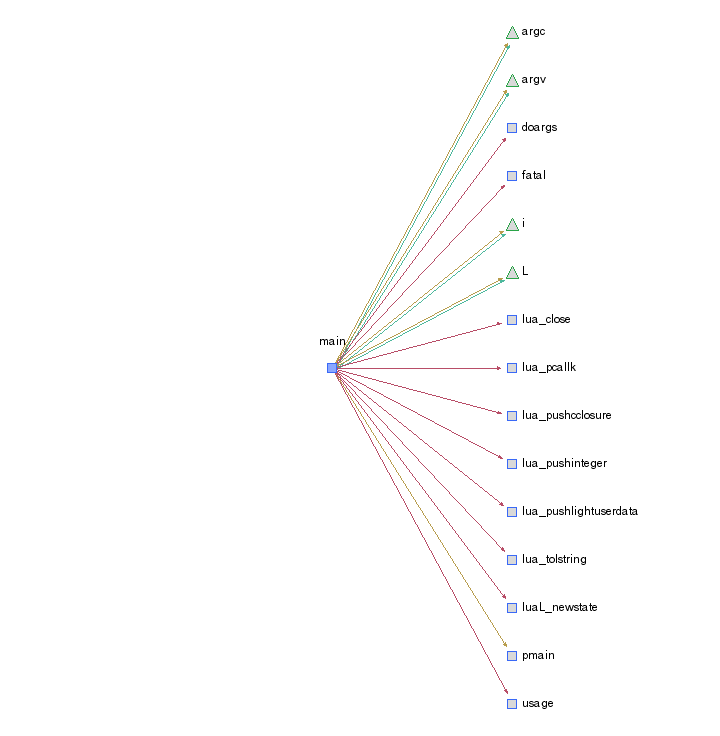 argc
argv
doargs
fatal
i
L
lua_close
main
lua_pcallk
lua_pushcclosure
lua_pushinteger
lua_pushlightuserdata
lua_tolstring
luaL_newstate
pmain
usage